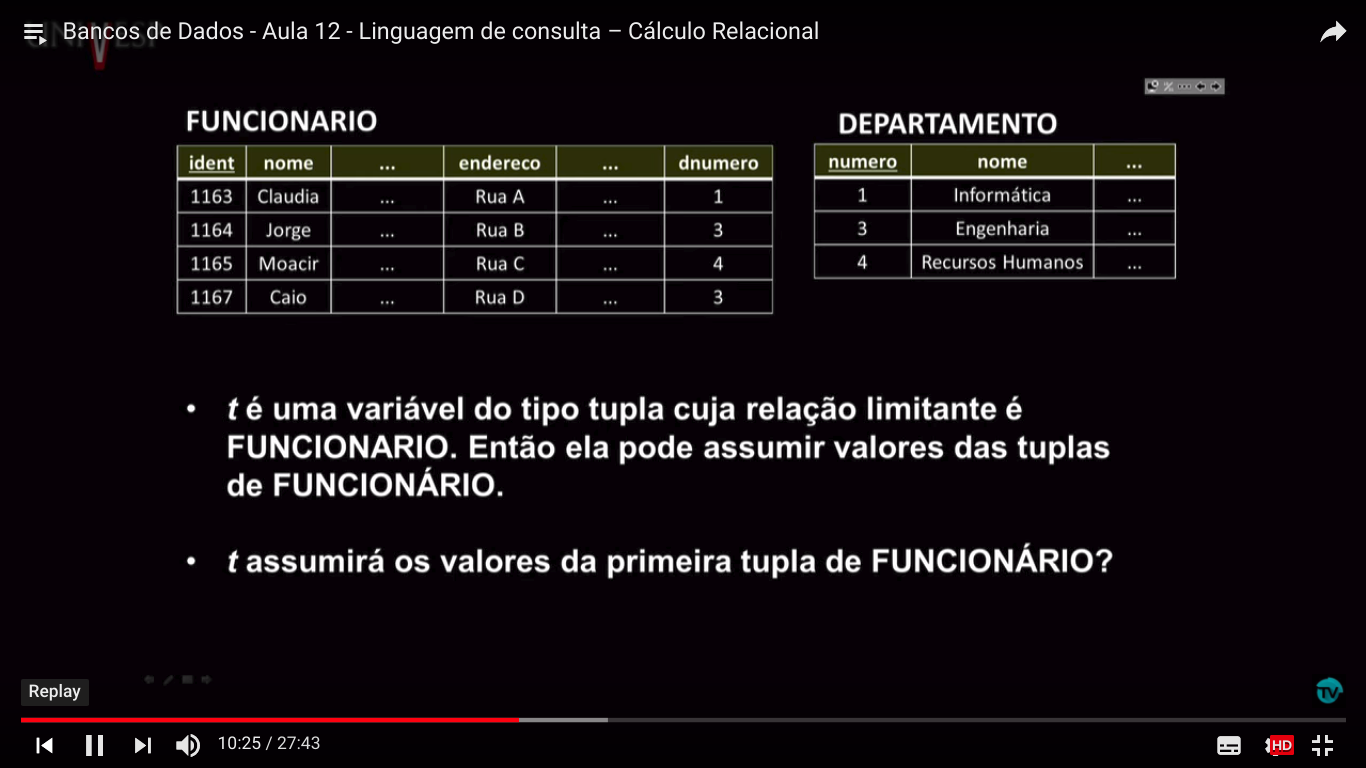 Bancos de Dados - Aula 12 - Linguagem de consulta – Cálculo Relacional
FUNCIONARIO
ident nome ... endereco ... dnumero
1163 Claudia ... Rua A ... 1
1164 Jorge ... Rua B ... 3
1165 Moacir ... Rua C ... 4
1167 Caio ... Rua D ... 3
DEPARTAMENTO
numero nome ...
1 Informática ...
3 Engenharia ...
4 Recursos Humanos ...
• t é uma variável do tipo tupla cuja relação limitante é
FUNCIONARIO. Então ela pode assumir valores das tuplas
de FUNCIONÁRIO.
• t assumirá os valores da primeira tupla de FUNCIONÁRIO?
Replay
TV
10:25 / 27:43
HD